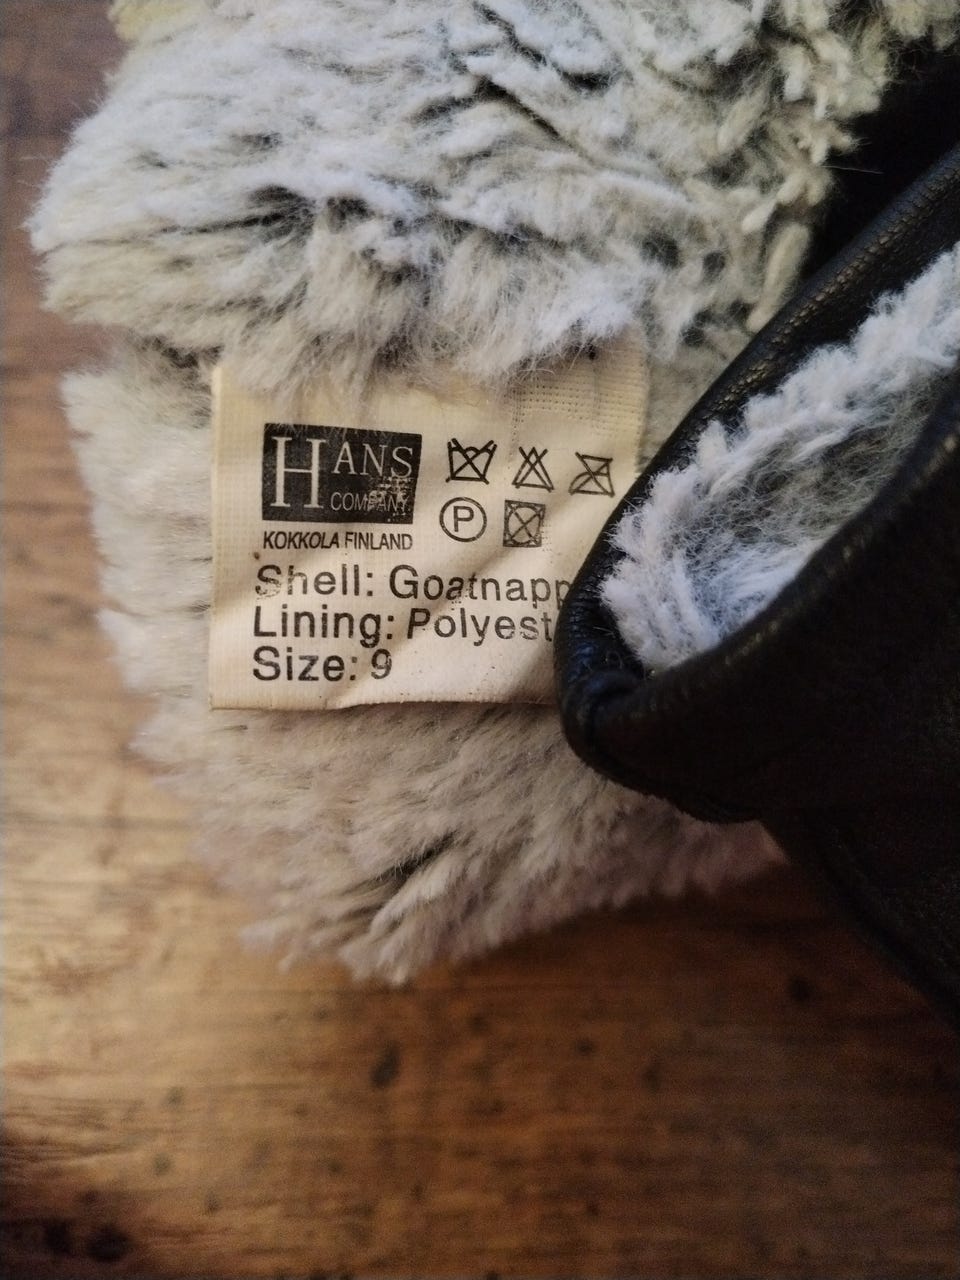 HANS
COMPANY
KOKKOLA FINLAND
P
Shell: Goatnapp
Lining: Polyest
Size: 9